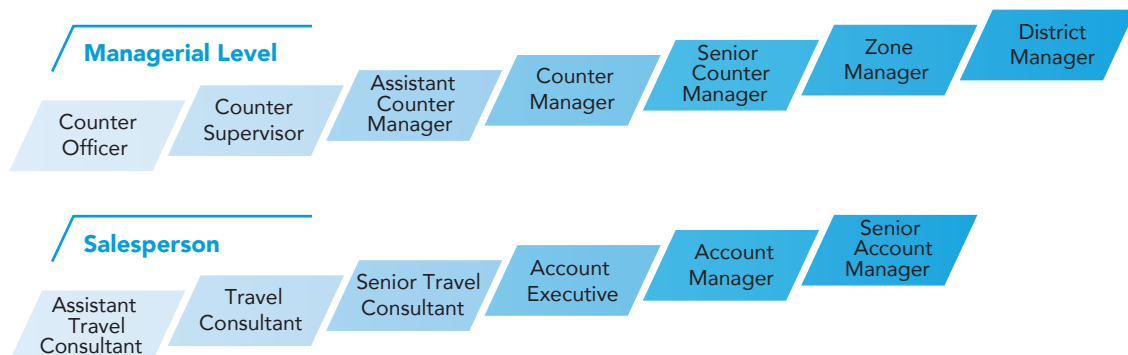 Managerial Level
Counter
Officer
Counter
Supervisor
Assistant
Counter
Manager
Counter
Manager
Senior
Counter
Manager
Zone
Manager
District
Manager
Salesperson
Assistant
Travel
Consultant
Travel
Consultant
Senior Travel
Consultant
Account
Executive
Account
Manager
Senior
Account
Manager